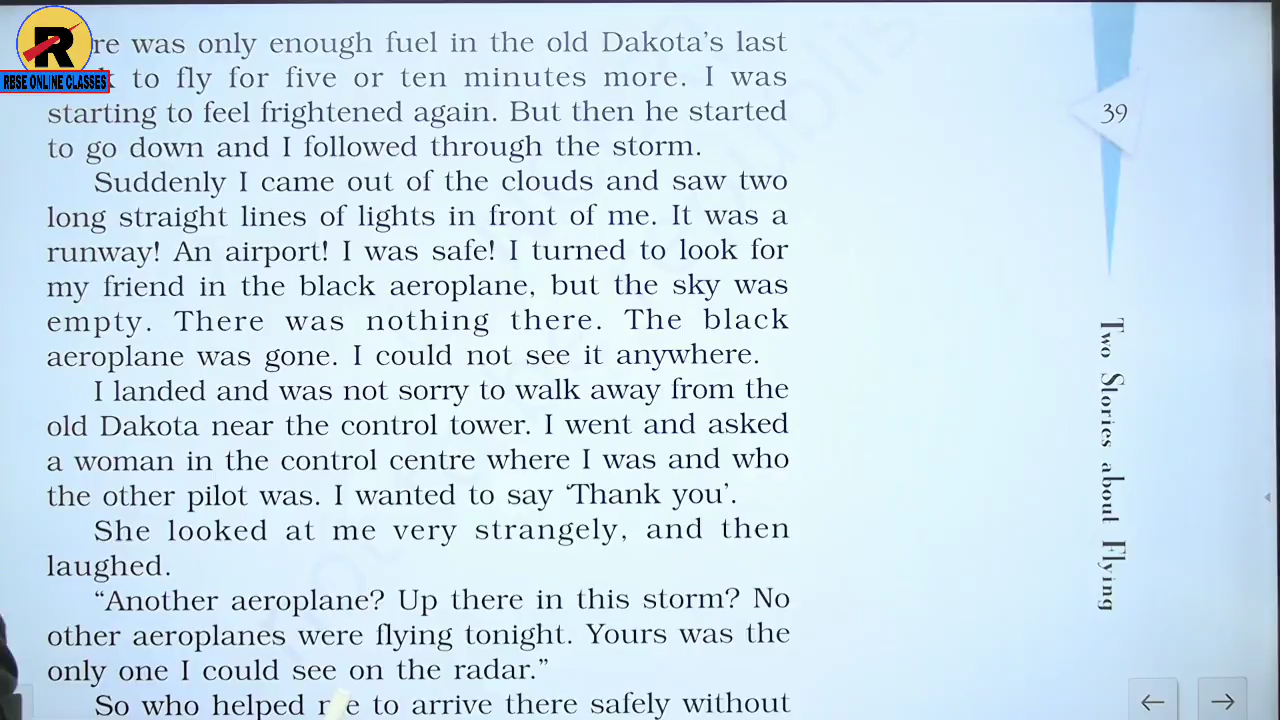 R
RBSE ONLINE CLASSES
re was only enough fuel in the old Dakota's last
k to fly for five or ten minutes more. I was
starting to feel frightened again. But then he started
to go down and I followed through the storm.
Suddenly I came out of the clouds and saw two
long straight lines of lights in front of me. It was a
runway! An airport! I was safe! I turned to look for
my friend in the black aeroplane, but the sky was
empty. There was nothing there. The black
aeroplane was gone. I could not see it anywhere.
I landed and was not sorry to walk away from the
old Dakota near the control tower. I went and asked
a woman in the control centre where I was and who
the other pilot was. I wanted to say ‘Thank you’.
She looked at me very strangely, and then
laughed.
“Another aeroplane? Up there in this storm? No
other aeroplanes were flying tonight. Yours was the
only one I could see on the radar.”
So who helped me to arrive there safely without
39
Two Stories about Flying